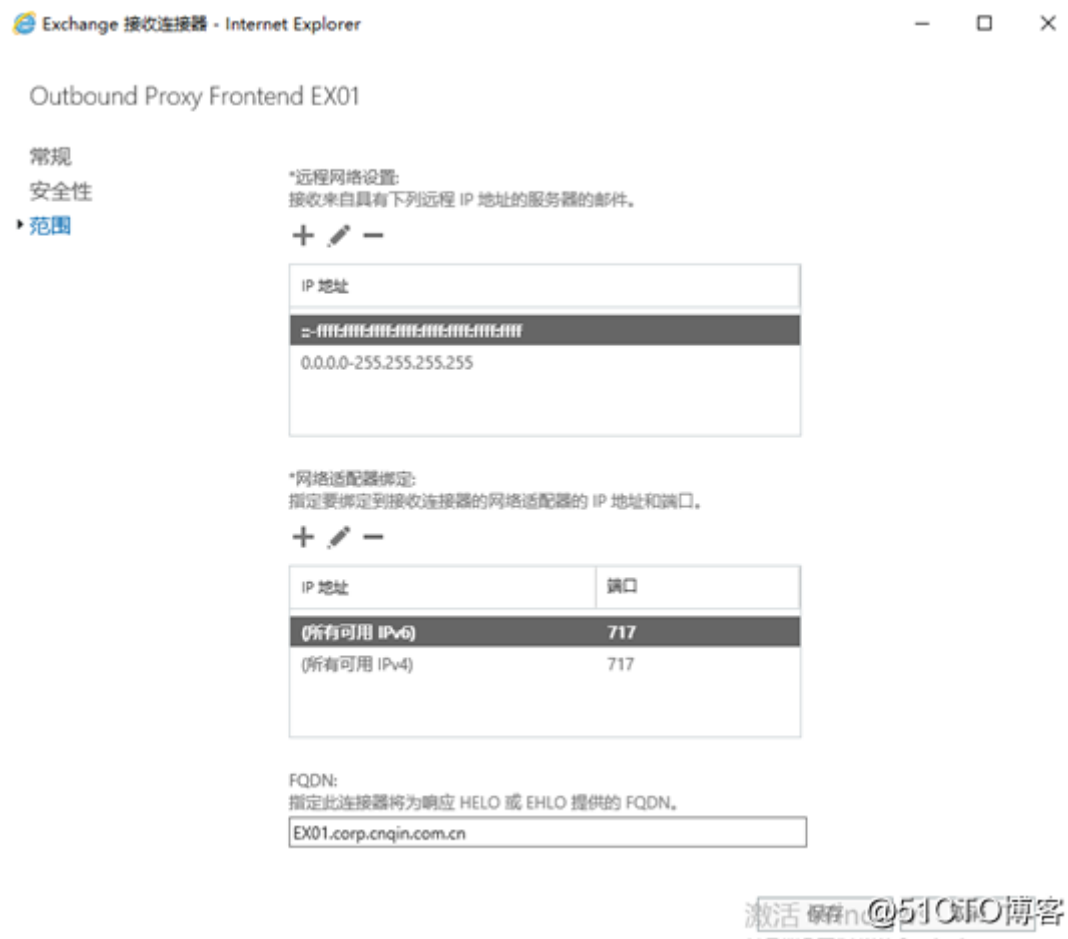 Exchange 接收连接器 - Internet Explorer
Outbound Proxy Frontend EX01
常规
安全性
范围
*远程网络设置:
接收来自具有下列远程 IP 地址的服务器的邮件。
IP 地址
::-ffff:ffff:ffff:ffff:ffff:ffff:ffff:ffff
0.0.0.0-255.255.255.255
*网络适配器绑定:
指定要绑定到接收连接器的网络适配器的 IP 地址和端口。
IP 地址 端口
(所有可用 IPv6) 717
(所有可用 IPv4) 717
FQDN:
指定此连接器将为响应 HELO 或 EHLO 提供的 FQDN。
EX01.corp.cnqin.com.cn
保存
激活
@51CTO博客